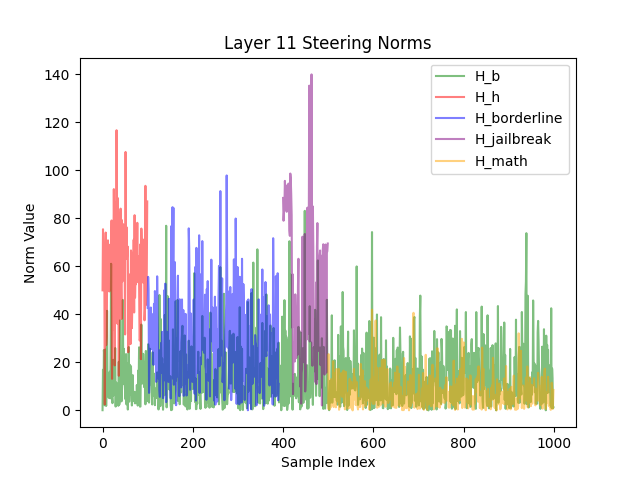 Layer 11 Steering Norms
Norm Value
140
120
100
80
60
40
20
0
0 200 400 600 800 1000
Sample Index
H_b
H_h
H_borderline
H_jailbreak
H_math